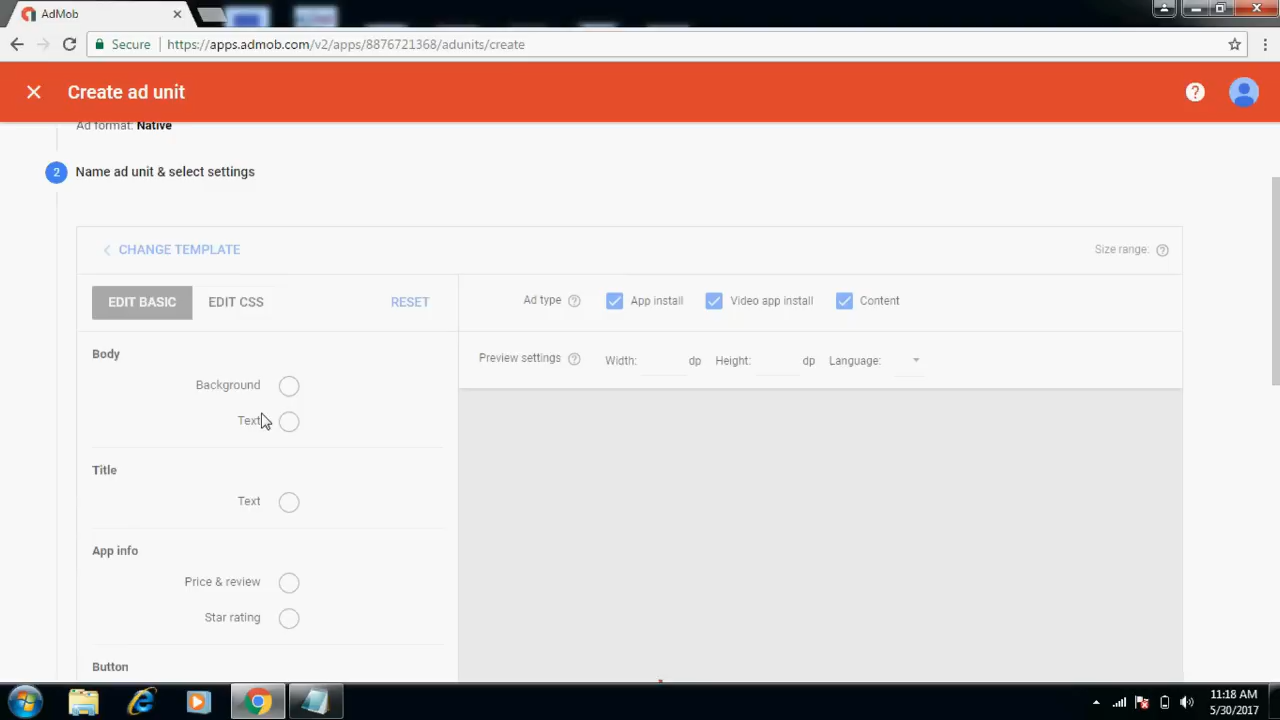 AdMob
Secure https://apps.admob.com/v2/apps/8876721368/adunits/create
Create ad unit
Ad format: Native
2 Name ad unit & select settings
CHANGE TEMPLATE
Size range:
EDIT BASIC EDIT CSS RESET
Ad type App install Video app install Content
Preview settings Width: dp Height: dp Language:
Body
Background
Text
Title
Text
App info
Price & review
Star rating
Button
11:18 AM
5/30/2017